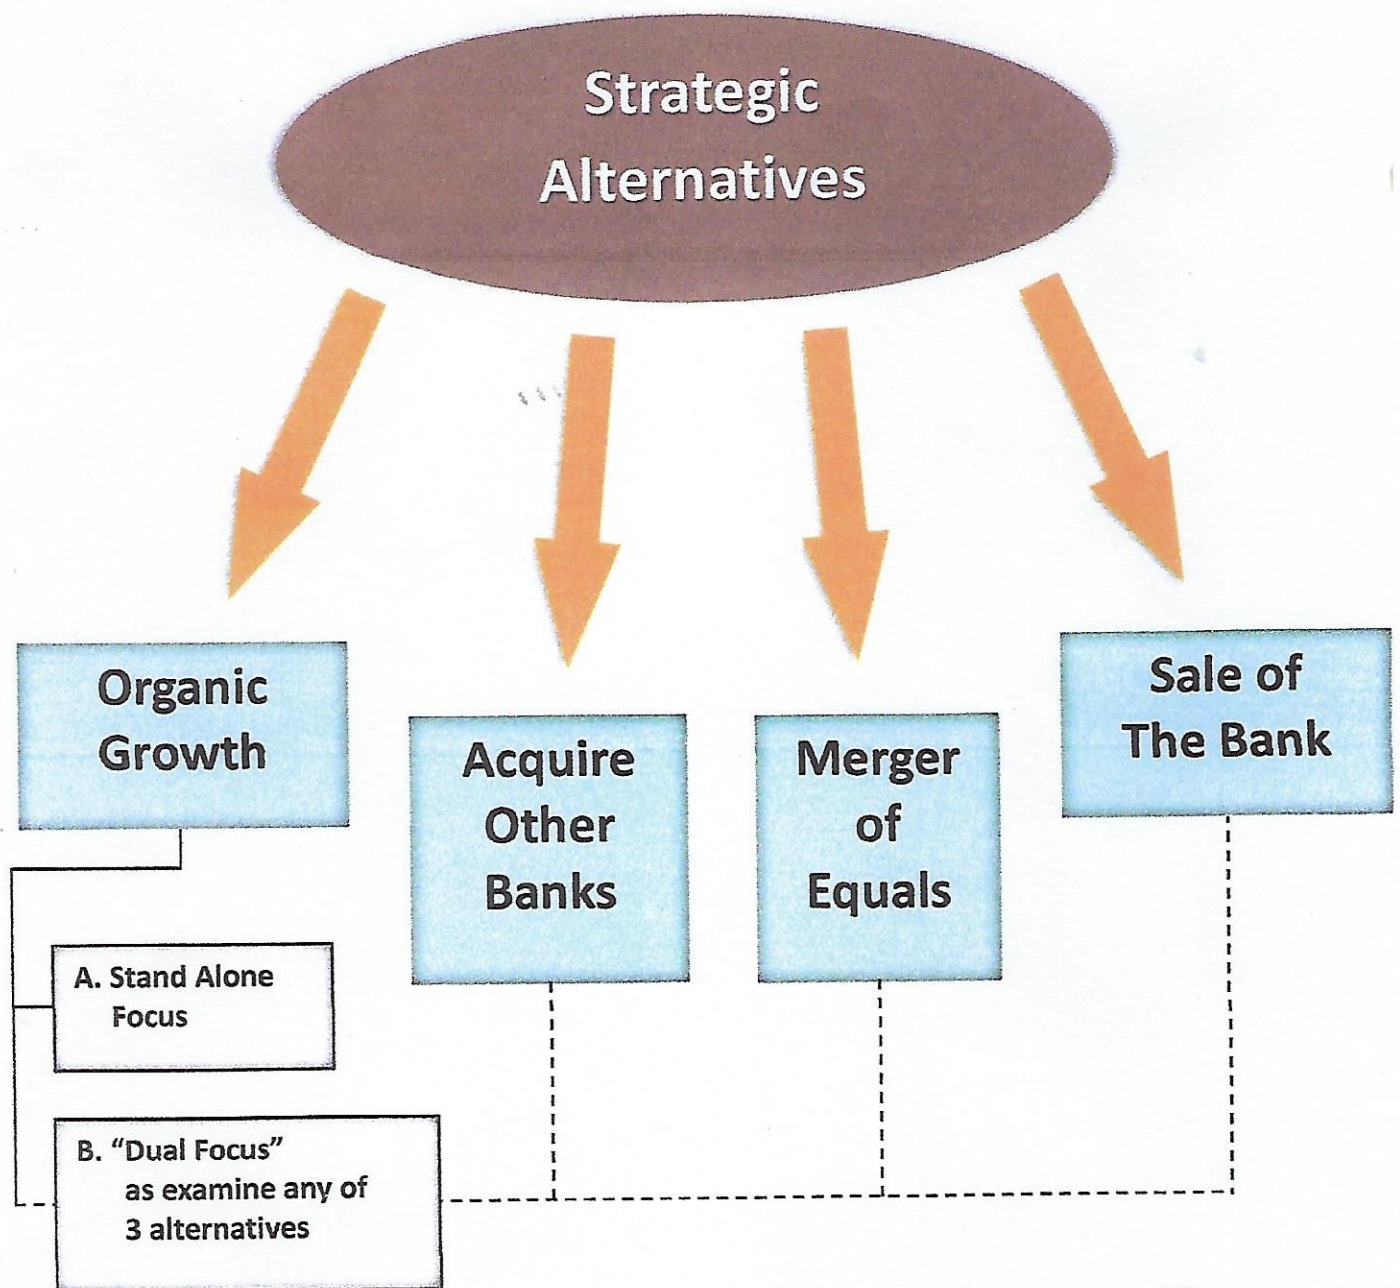 Strategic
Alternatives
Organic
Growth
Acquire
Other
Banks
Merger
of
Equals
Sale of
The Bank
A. Stand Alone
Focus
B. “Dual Focus”
as examine any of
3 alternatives